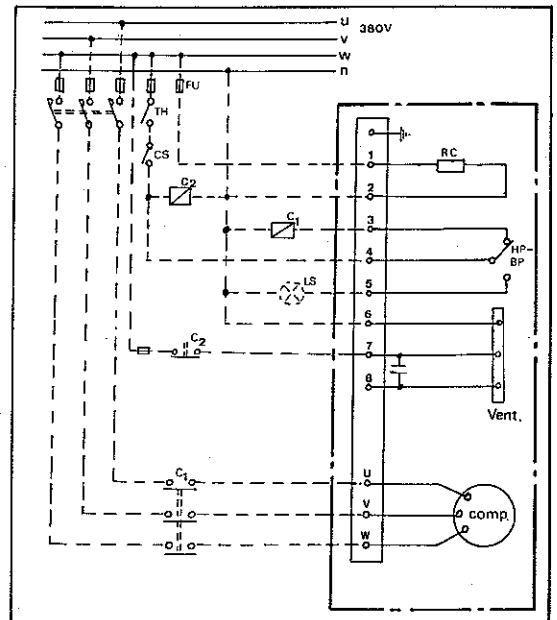 u 380V
v
w
n
FU
TH
CS
1 RC
C2
2
C1
3
4
HP-
BP
LS
5
6
C2
7
8
Vent.
C1
U
V comp.
W